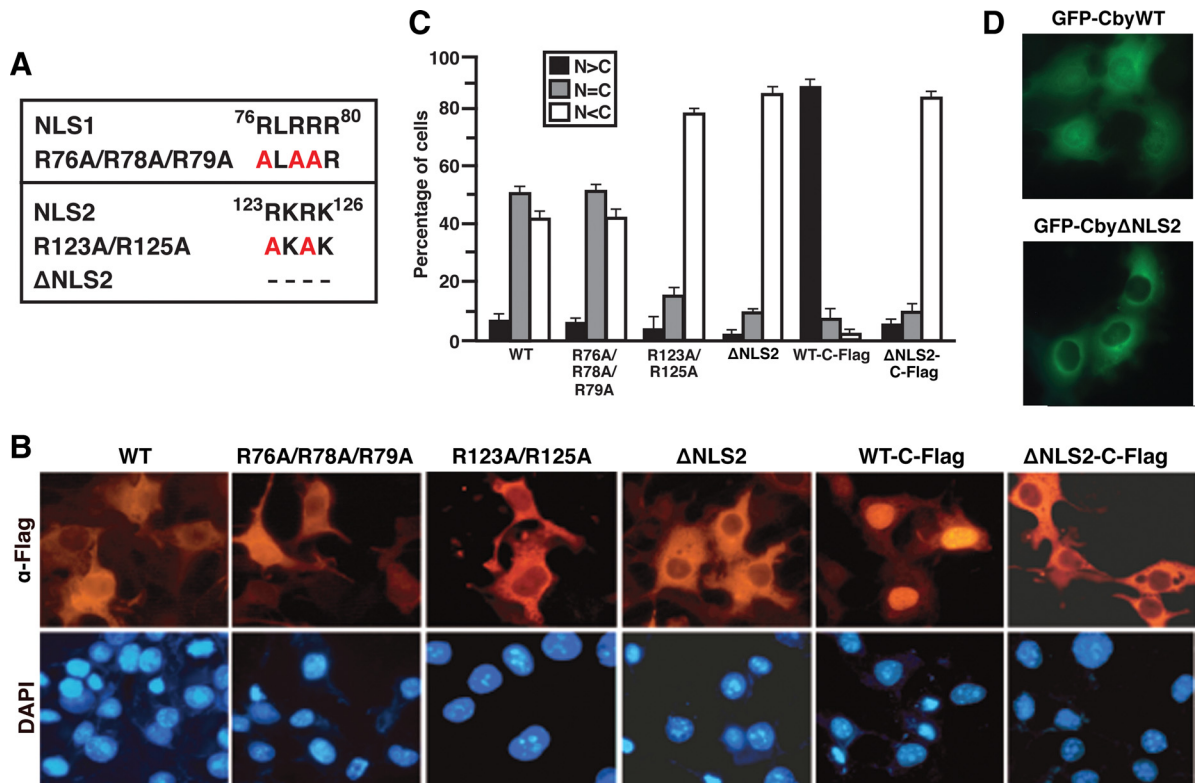 A
NLS1 ⁷⁶RLRRR⁸⁰
R76A/R78A/R79A ALAAR
NLS2 ¹²³RKRK¹²⁶
R123A/R125A AKAK
ΔNLS2 - - - -
C
Percentage of cells
100
80
60
40
20
0
N>C
N=C
N<C
WT
R76A/
R78A/
R79A
R123A/
R125A
ΔNLS2
WT-C-Flag
ΔNLS2-
C-Flag
D
GFP-CbyWT
GFP-CbyΔNLS2
B
WT R76A/R78A/R79A R123A/R125A ΔNLS2 WT-C-Flag ΔNLS2-C-Flag
α-Flag
DAPI